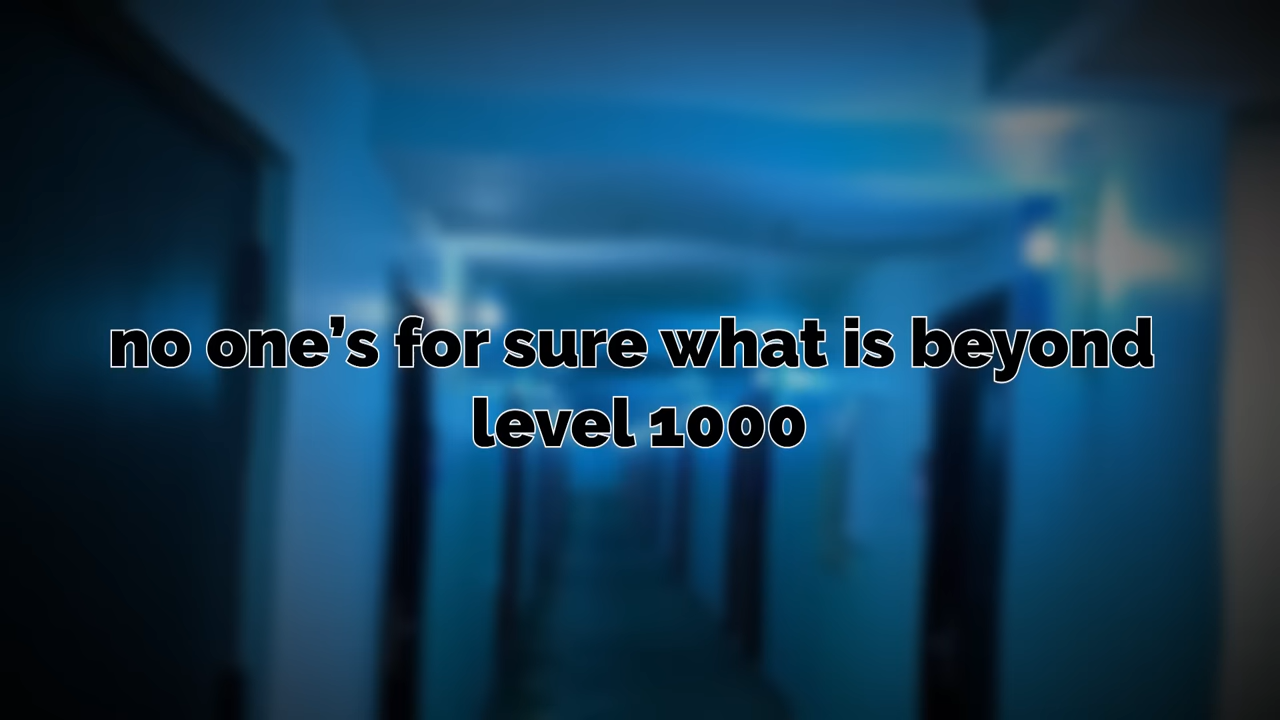 no one’s for sure what is beyond
level 1000